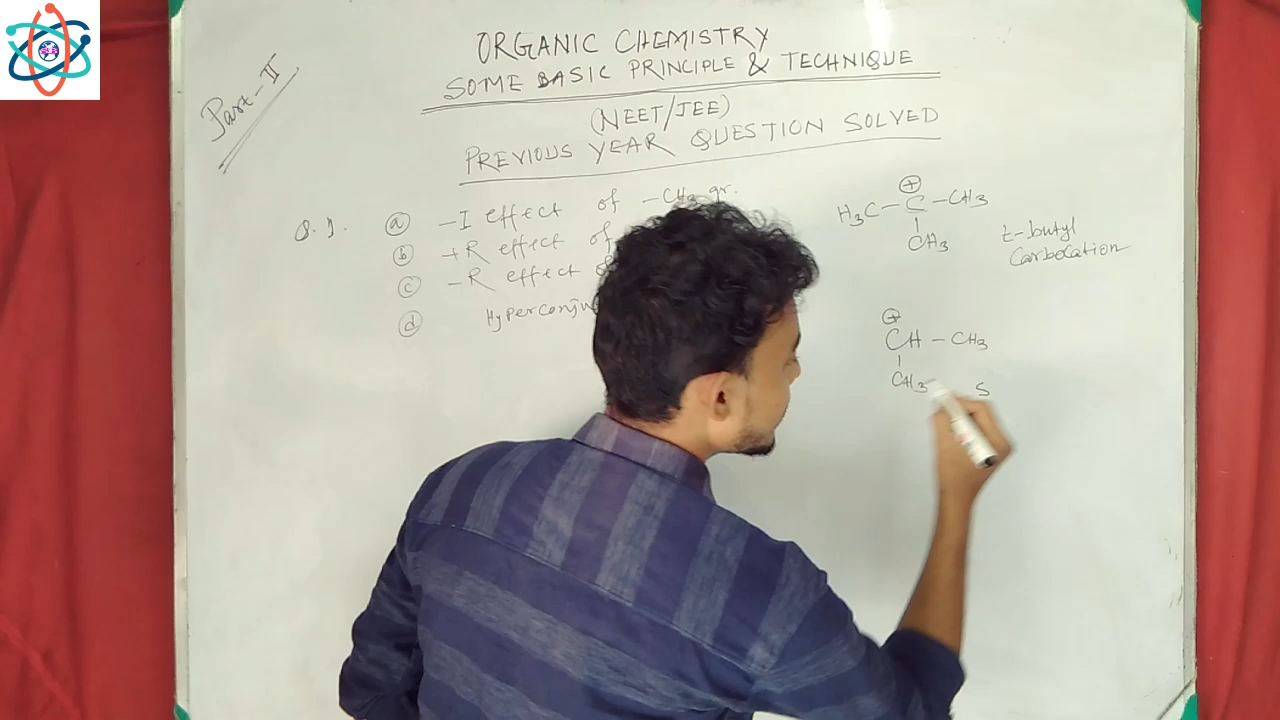 ORGANIC CHEMISTRY
SOME BASIC PRINCIPLE & TECHNIQUE
(NEET/JEE)
PREVIOUS YEAR QUESTION SOLVED
Part-II
Q.1. (a) -I effect of -CH3 gr.
(b) +R effect of
(c) -R effect of
(d)
⊕
H3C-C-CH3
CH3
t-butyl
Carbocation
⊕
CH-CH3
CH3
S